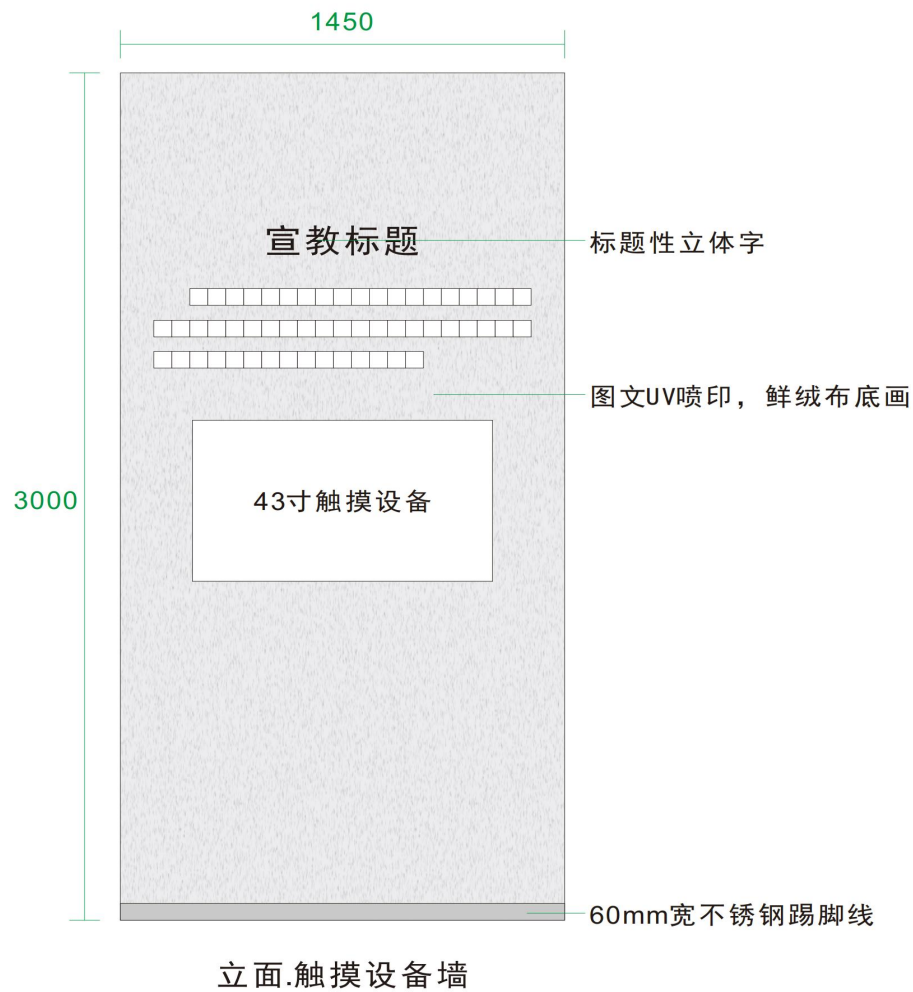 1450
宣教标题
标题性立体字
图文UV喷印，鲜绒布底画
3000
43寸触摸设备
60mm宽不锈钢踢脚线
立面.触摸设备墙